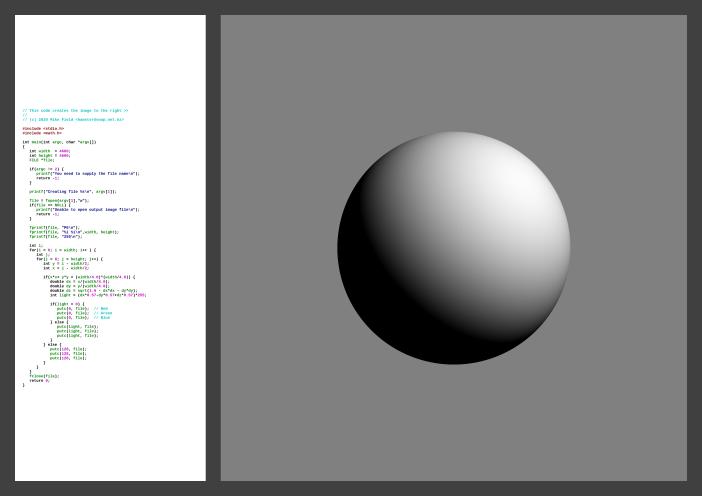 // This code creates the image to the right >>
//
// (c) 2020 Mike Field <hamster@snap.net.nz>
#include <stdio.h>
#include <math.h>
int main(int argc, char *argv[])
{
int width = 4600;
int height = 4600;
FILE *file;
if(argc != 2) {
printf("You need to supply the file name\n");
return -1;
}
printf("Creating file %s\n", argv[1]);
file = fopen(argv[1],"w");
if(file == NULL) {
printf("Unable to open output image file\n");
return -1;
}
fprintf(file, "P6\n");
fprintf(file, "%i %i\n",width, height);
fprintf(file, "255\n");
int i;
for(i = 0; i < width; i++ ) {
int j;
for(j = 0; j < height; j++) {
int y = i - width/2;
int x = j - width/2;
if(x*x+ y*y < (width/4.0)*(width/4.0)) {
double dx = x/(width/4.0);
double dy = y/(width/4.0);
double dz = sqrt(1.0 - dx*dx - dy*dy);
int light = (dx*0.57-dy*0.57+dz*0.57)*255;
if(light < 0) {
putc(0, file); // Red
putc(0, file); // Green
putc(0, file); // Blue
} else {
putc(light, file);
putc(light, file);
putc(light, file);
}
} else {
putc(128, file);
putc(128, file);
putc(128, file);
}
}
}
fclose(file);
return 0;
}